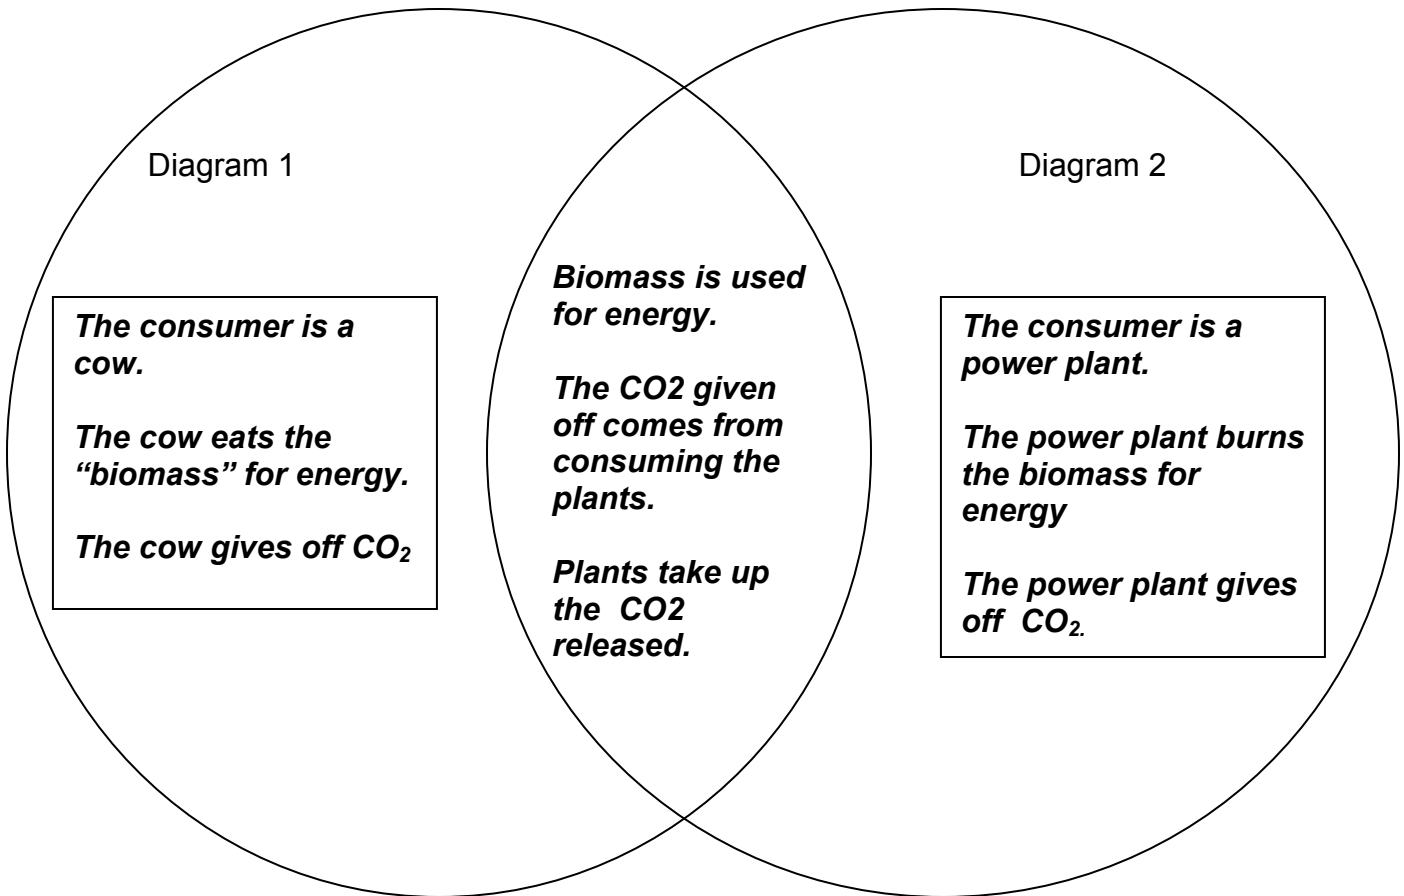 Diagram 1
The consumer is a
cow.
The cow eats the
“biomass” for energy.
The cow gives off CO₂
Biomass is used
for energy.
The CO2 given
off comes from
consuming the
plants.
Plants take up
the  CO2
released.
Diagram 2
The consumer is a
power plant.
The power plant burns
the biomass for
energy
The power plant gives
off  CO₂.